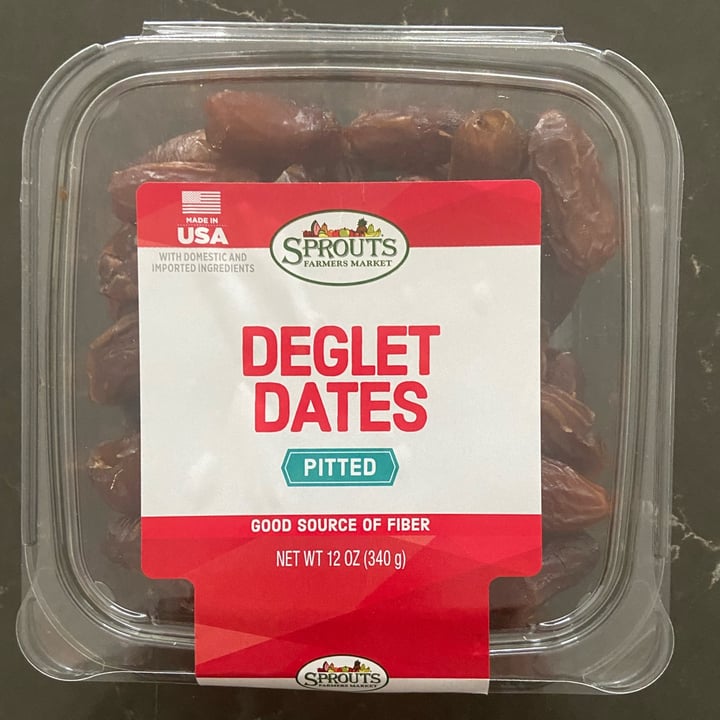 MADE IN
USA
WITH DOMESTIC AND
IMPORTED INGREDIENTS
SPROUTS
FARMERS MARKET
DEGLET
DATES
PITTED
GOOD SOURCE OF FIBER
NET WT 12 OZ (340 g)
SPROUTS
FARMERS MARKET